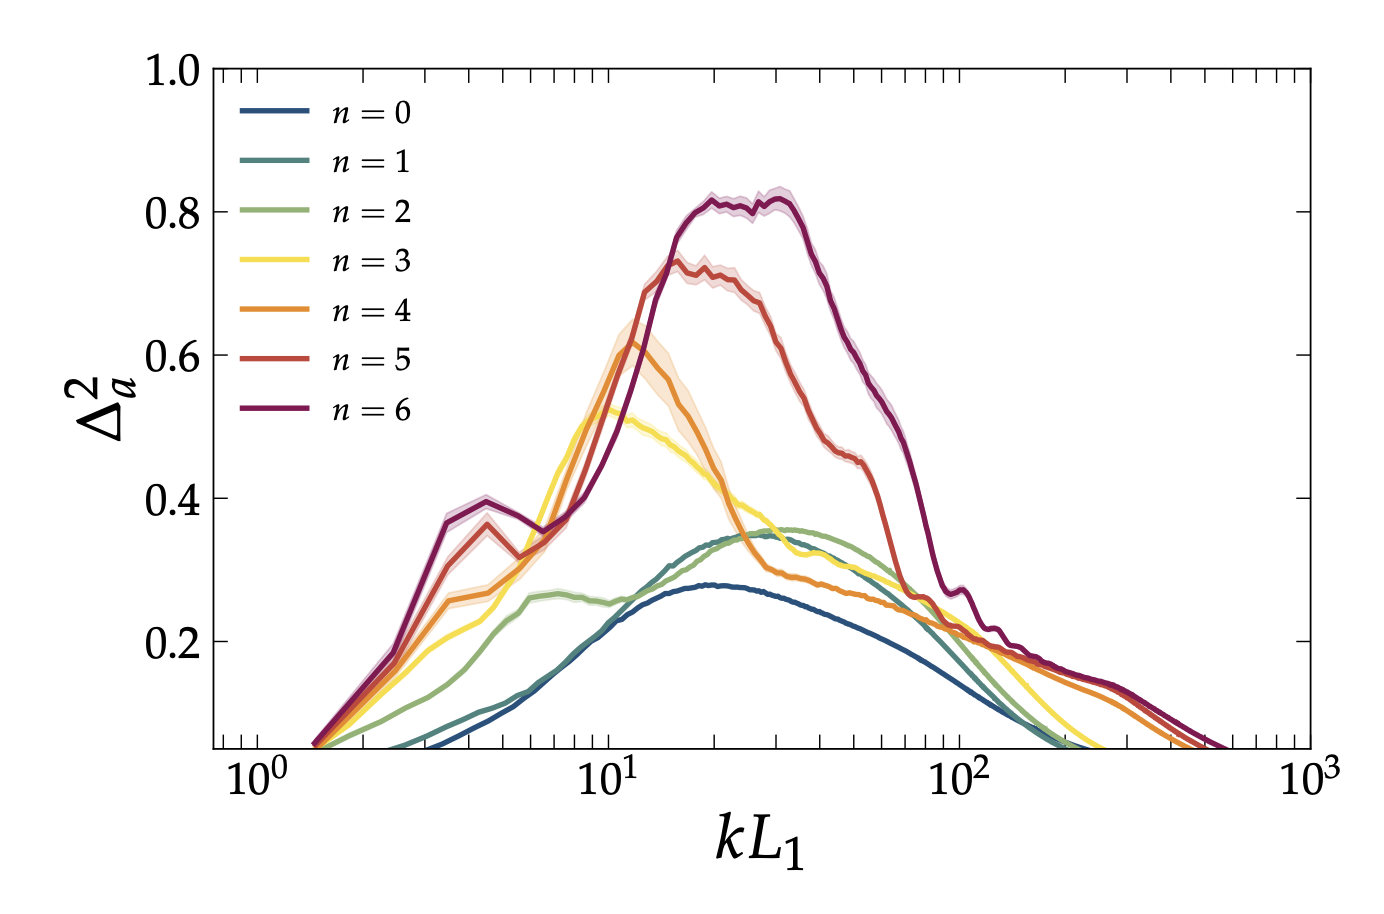 1.0
0.8
0.6
0.4
0.2
Δ²ₐ
n = 0
n = 1
n = 2
n = 3
n = 4
n = 5
n = 6
10⁰ 10¹ 10² 10³
kL₁